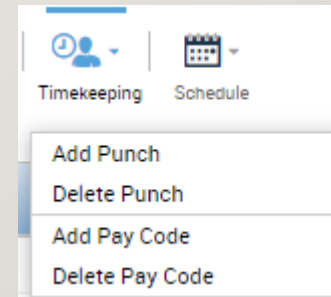 Timekeeping Schedule
Add Punch
Delete Punch
Add Pay Code
Delete Pay Code